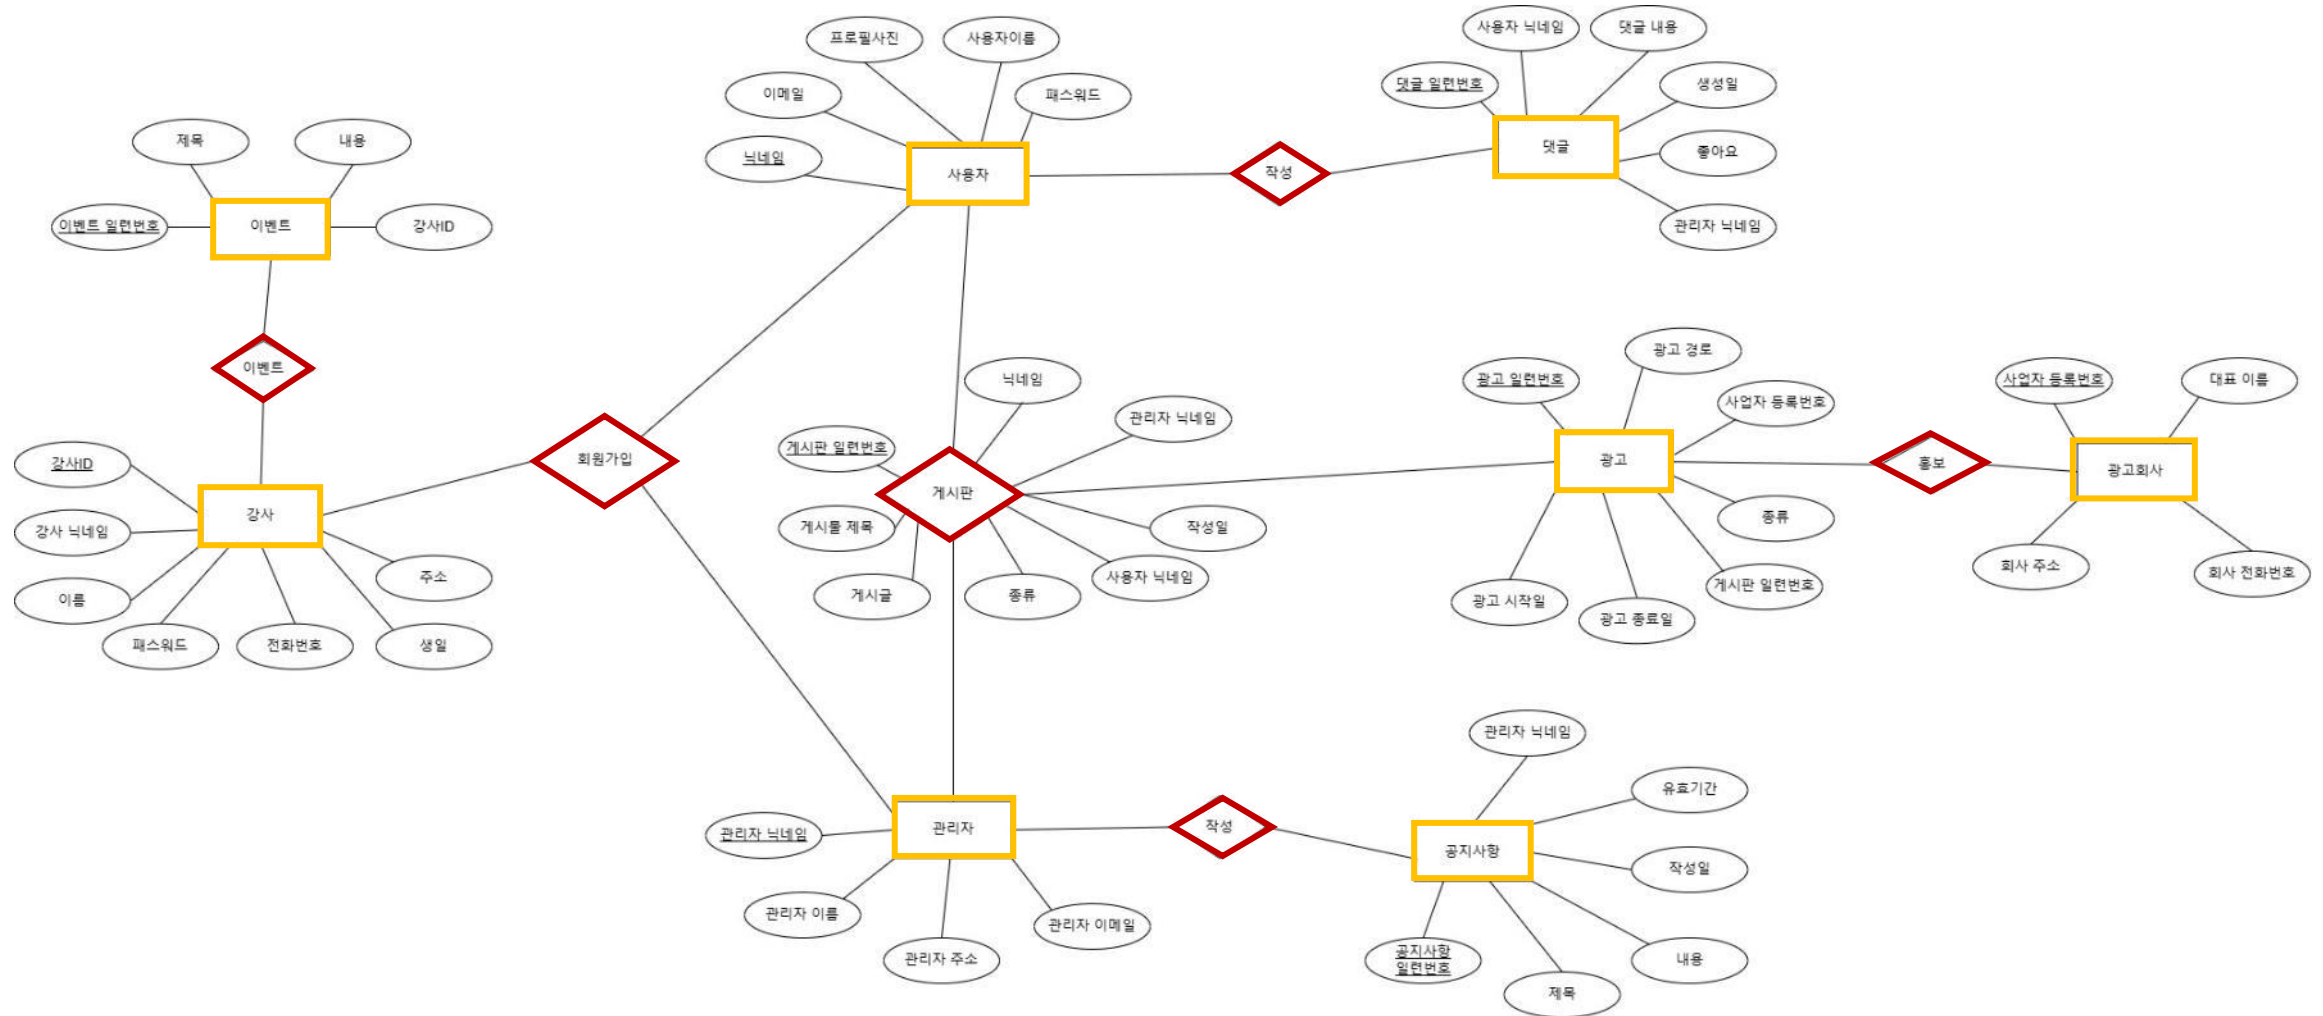 프로필사진
사용자이름
이메일
패스워드
닉네임
사용자
작성
사용자 닉네임
댓글 내용
댓글 일련번호
생성일
댓글
좋아요
관리자 닉네임
제목
내용
이벤트 일련번호
이벤트
강사ID
이벤트
강사ID
강사
강사 닉네임
이름
패스워드
전화번호
생일
주소
회원가입
닉네임
관리자 닉네임
게시판 일련번호
게시판
게시물 제목
작성일
게시글
종류
사용자 닉네임
광고 경로
광고 일련번호
사업자 등록번호
광고
종류
게시판 일련번호
광고 시작일
광고 종료일
홍보
사업자 등록번호
대표 이름
광고회사
회사 주소
회사 전화번호
관리자 닉네임
관리자
관리자 이름
관리자 주소
관리자 이메일
작성
관리자 닉네임
유효기간
공지사항
작성일
공지사항
일련번호
제목
내용